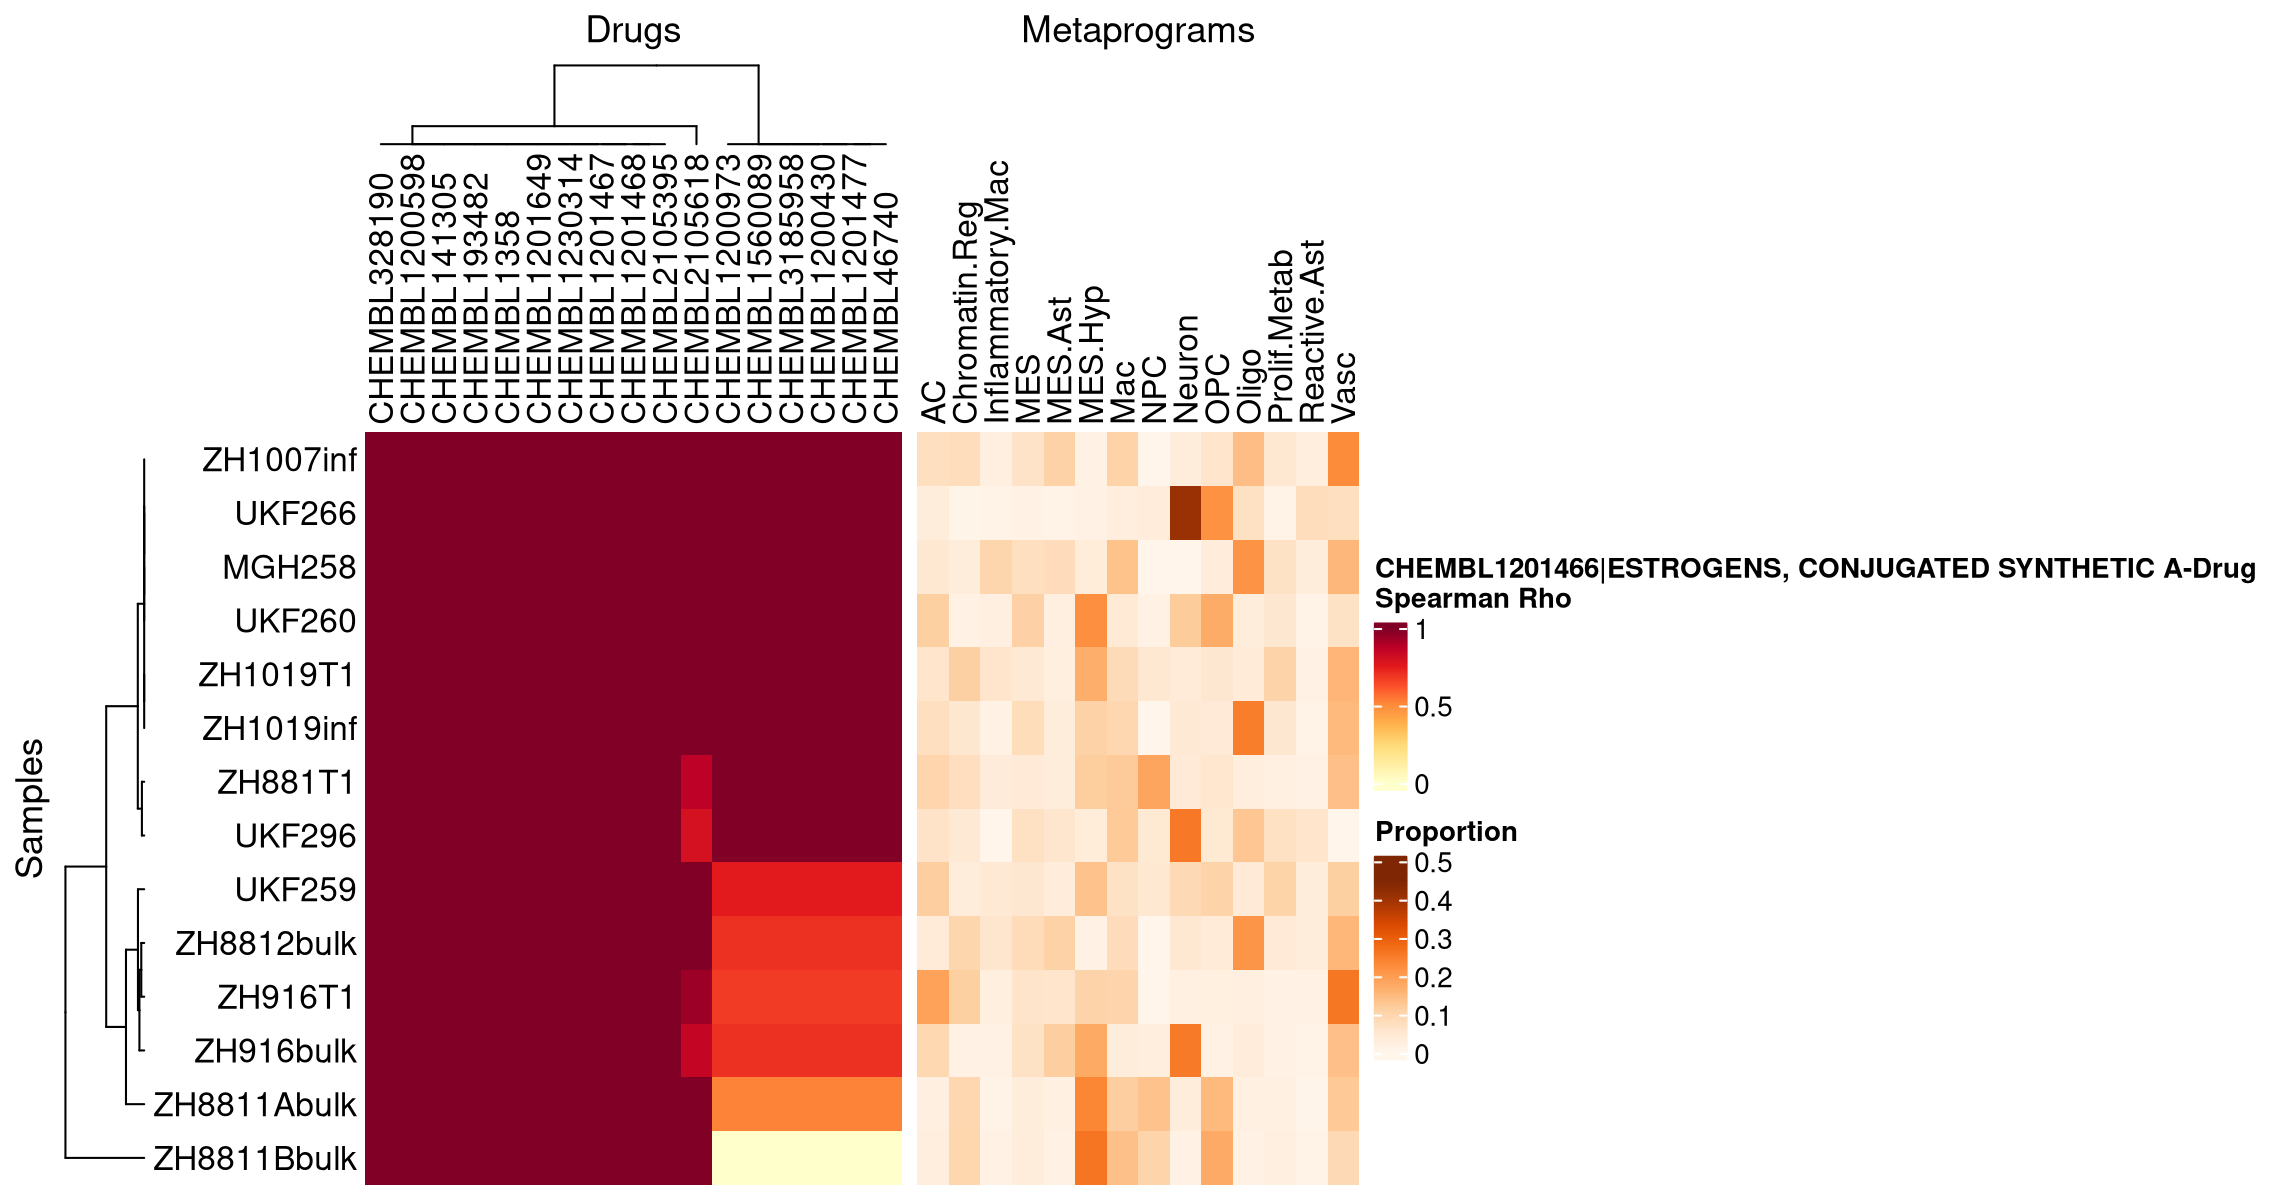 Drugs
Metaprograms
CHEMBL328190
CHEMBL1200598
CHEMBL141305
CHEMBL193482
CHEMBL1358
CHEMBL1201649
CHEMBL1230314
CHEMBL1201467
CHEMBL1201468
CHEMBL2105395
CHEMBL2105618
CHEMBL1200973
CHEMBL1560089
CHEMBL3185958
CHEMBL1200430
CHEMBL1201477
CHEMBL46740
AC
Chromatin.Reg
Inflammatory.Mac
MES
MES.Ast
MES.Hyp
Mac
NPC
Neuron
OPC
Oligo
Prolif.Metab
Reactive.Ast
Vasc
Samples
ZH1007inf
UKF266
MGH258
UKF260
ZH1019T1
ZH1019inf
ZH881T1
UKF296
UKF259
ZH8812bulk
ZH916T1
ZH916bulk
ZH8811Abulk
ZH8811Bbulk
CHEMBL1201466|ESTROGENS, CONJUGATED SYNTHETIC A-Drug
Spearman Rho
1
0.5
0
Proportion
0.5
0.4
0.3
0.2
0.1
0